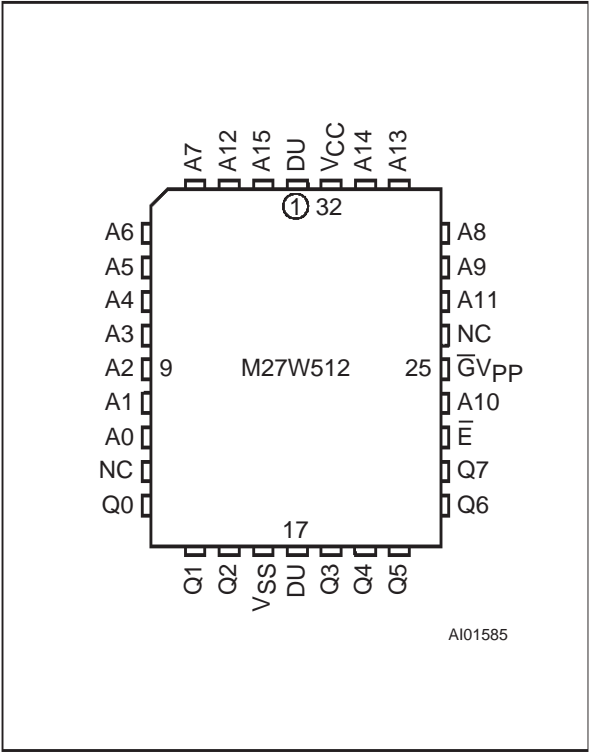 A7 A12 A15 DU VCC A14 A13
1 32
A6 A8
A5 A9
A4 A11
A3 NC
A2 9 M27W512 25 G̅VPP
A1 A10
A0 E̅
NC Q7
Q0 Q6
17
Q1 Q2 VSS DU Q3 Q4 Q5
AI01585